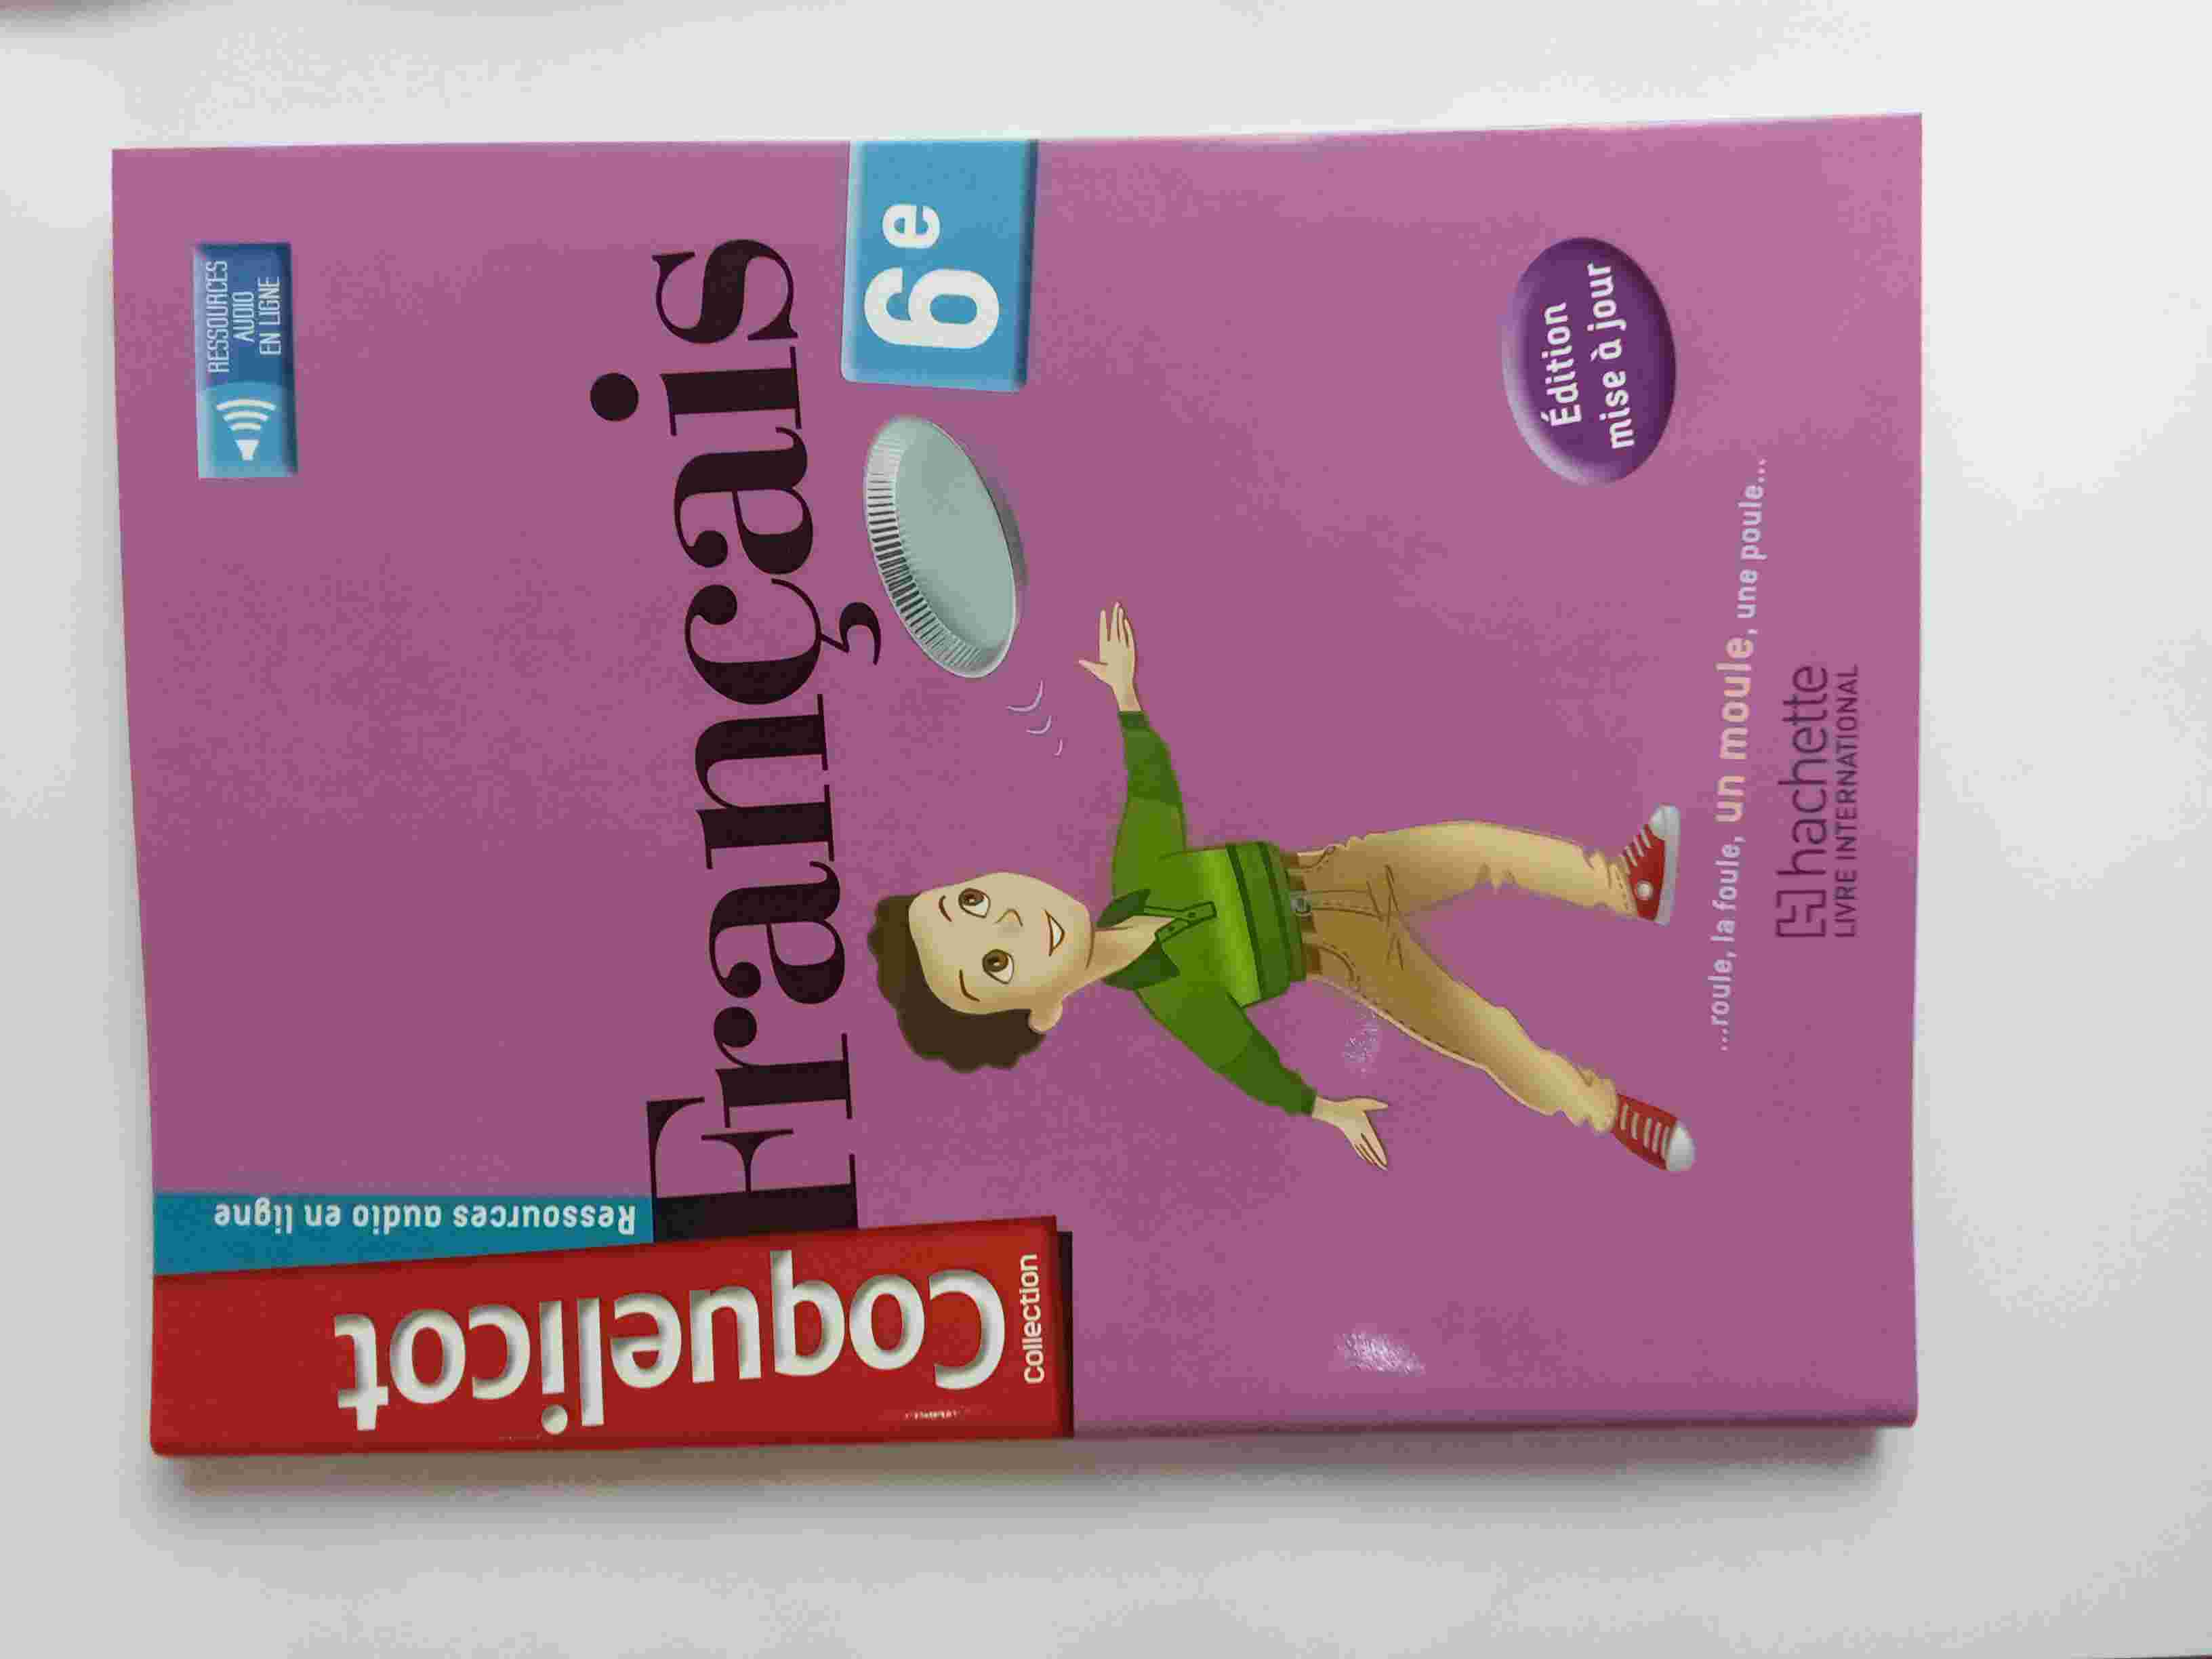 RESSOURCES
AUDIO
EN LIGNE
Ressources audio en ligne
Collection
Coquelicot
Français
6e
Édition
mise à jour
...roule, la foule, un moule, une poule...
hachette
LIVRE INTERNATIONAL